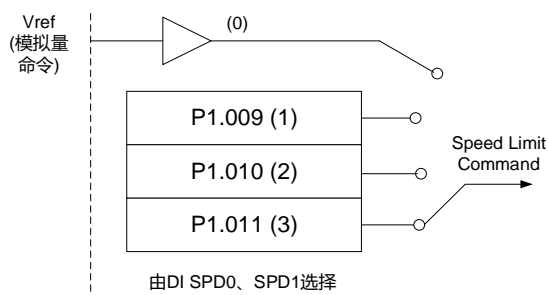 Vref
(模拟量
命令)
(0)
P1.009 (1)
P1.010 (2)
P1.011 (3)
Speed Limit
Command
由DI SPD0、SPD1选择